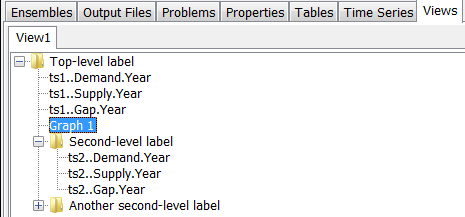 Ensembles Output Files Problems Properties Tables Time Series Views
View1
Top-level label
ts1..Demand.Year
ts1..Supply.Year
ts1..Gap.Year
Graph 1
Second-level label
ts2..Demand.Year
ts2..Supply.Year
ts2..Gap.Year
Another second-level label